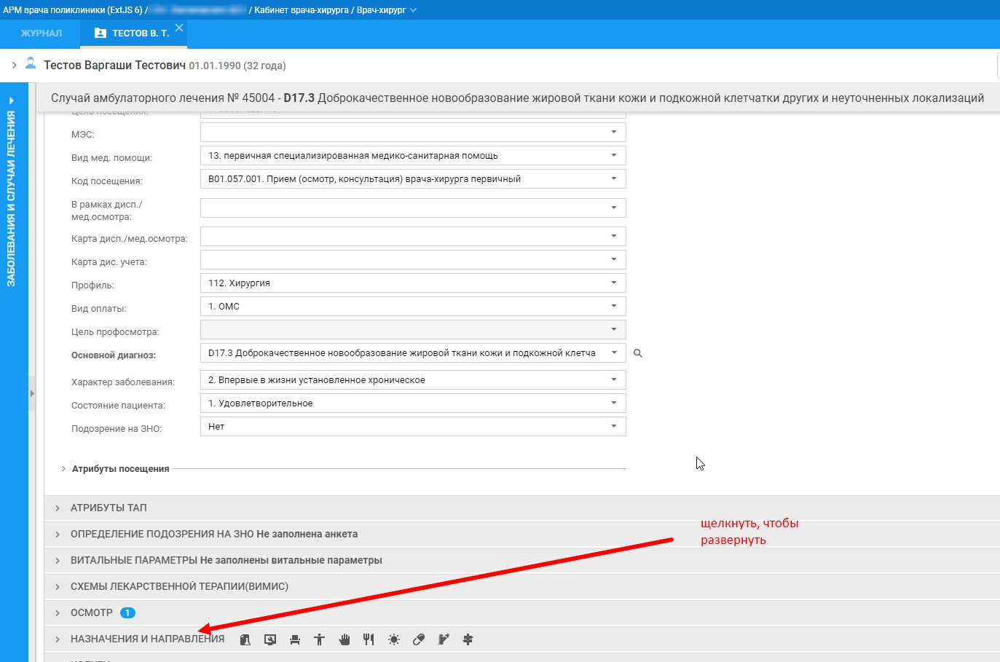 АРМ врача поликлиники (ExtJS 6) / / Кабинет врача-хирурга / Врач-хирург
ЖУРНАЛ
ТЕСТОВ В. Т.
Тестов Варгаши Тестович 01.01.1990 (32 года)
ЗАБОЛЕВАНИЯ И СЛУЧАИ ЛЕЧЕНИЯ
Случай амбулаторного лечения № 45004 - D17.3 Доброкачественное новообразование жировой ткани кожи и подкожной клетчатки других и неуточненных локализаций
Цель посещения:
МЭС:
Вид мед. помощи: 13. первичная специализированная медико-санитарная помощь
Код посещения: B01.057.001. Прием (осмотр, консультация) врача-хирурга первичный
В рамках дисп./
мед.осмотра:
Карта дисп./мед.осмотра:
Карта дис. учета:
Профиль: 112. Хирургия
Вид оплаты: 1. ОМС
Цель профосмотра:
Основной диагноз: D17.3 Доброкачественное новообразование жировой ткани кожи и подкожной клетча
Характер заболевания: 2. Впервые в жизни установленное хроническое
Состояние пациента: 1. Удовлетворительное
Подозрение на ЗНО: Нет
Атрибуты посещения
АТРИБУТЫ ТАП
щелкнуть, чтобы
развернуть
ОПРЕДЕЛЕНИЕ ПОДОЗРЕНИЯ НА ЗНО Не заполнена анкета
ВИТАЛЬНЫЕ ПАРАМЕТРЫ Не заполнены витальные параметры
СХЕМЫ ЛЕКАРСТВЕННОЙ ТЕРАПИИ(ВИМИС)
ОСМОТР 1
НАЗНАЧЕНИЯ И НАПРАВЛЕНИЯ